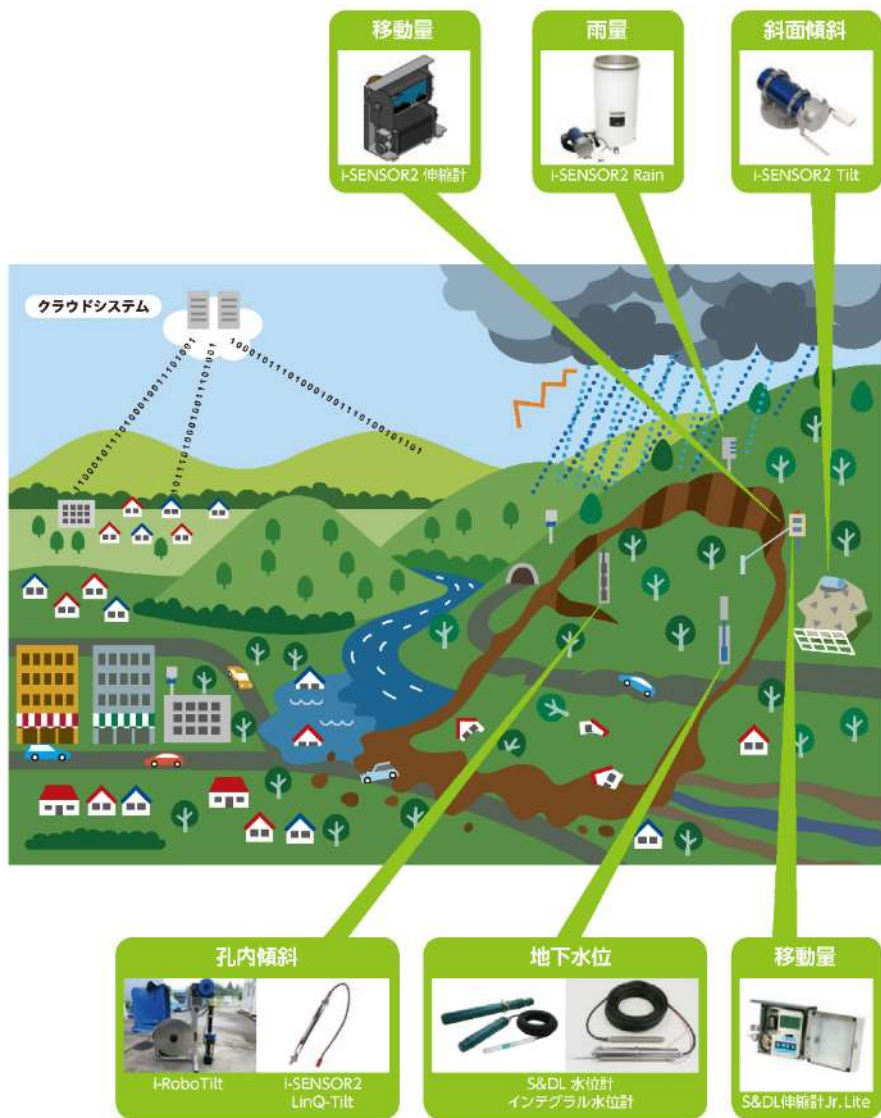 移動量
i-SENSOR2 伸縮計
雨量
i-SENSOR2 Rain
斜面傾斜
i-SENSOR2 Tilt
クラウドシステム
孔内傾斜
i-RoboTilt
i-SENSOR2
LinQ-Tilt
地下水位
S&DL 水位計
インテグラル水位計
移動量
S&DL伸縮計Jr. Lite